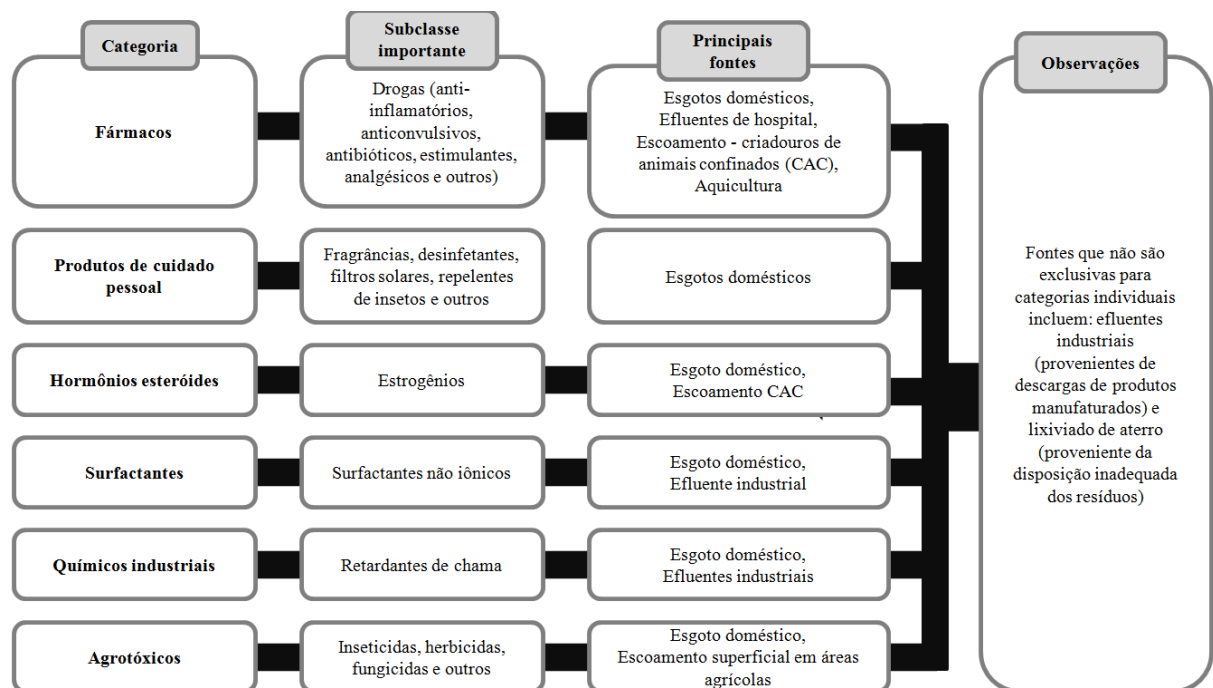 Categoria
Subclasse
importante
Principais
fontes
Observações
Fármacos
Drogas (anti-
inflamatórios,
anticonvulsivos,
antibióticos, estimulantes,
analgésicos e outros)
Esgotos domésticos,
Efluentes de hospital,
Escoamento - criadouros de
animais confinados (CAC),
Aquicultura
Produtos de cuidado
pessoal
Fragrâncias, desinfetantes,
filtros solares, repelentes
de insetos e outros
Esgotos domésticos
Hormônios esteróides
Estrogênios
Esgoto doméstico,
Escoamento CAC
Surfactantes
Surfactantes não iônicos
Esgoto doméstico,
Efluente industrial
Químicos industriais
Retardantes de chama
Esgoto doméstico,
Efluentes industriais
Agrotóxicos
Inseticidas, herbicidas,
fungicidas e outros
Esgoto doméstico,
Escoamento superficial em áreas
agrícolas
Fontes que não são
exclusivas para
categorias individuais
incluem: efluentes
industriais
(provenientes de
descargas de produtos
manufaturados) e
lixiviado de aterro
(proveniente da
disposição inadequada
dos resíduos)